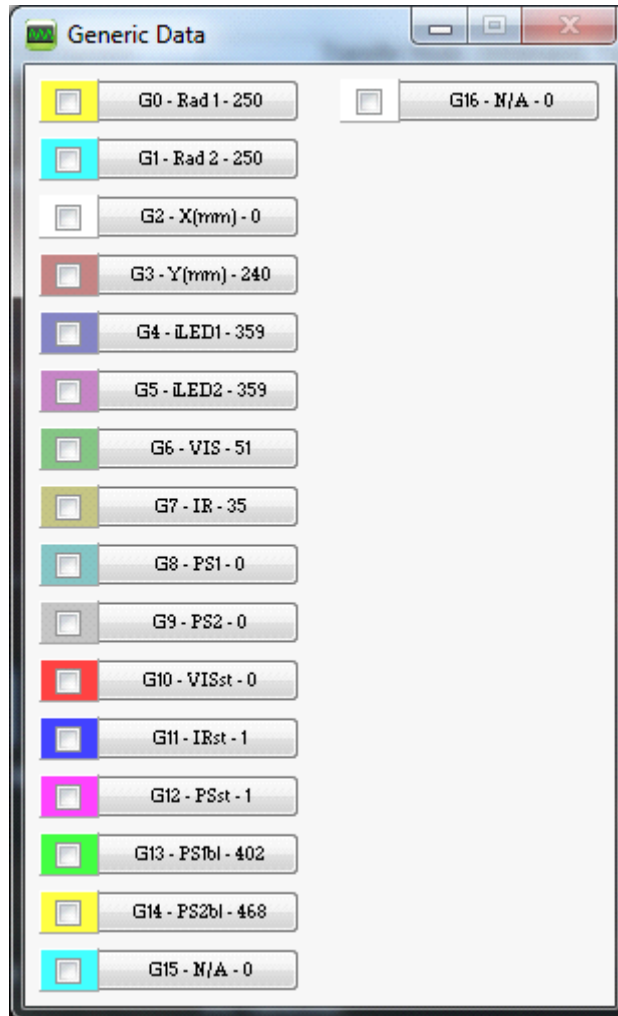 Generic Data
G0 - Rad 1 - 250
G1 - Rad 2 - 250
G2 - X(mm) - 0
G3 - Y(mm) - 240
G4 - iLED1 - 359
G5 - iLED2 - 359
G6 - VIS - 51
G7 - IR - 35
G8 - PS1 - 0
G9 - PS2 - 0
G10 - VISst - 0
G11 - IRst - 1
G12 - PSst - 1
G13 - PS1bl - 402
G14 - PS2bl - 468
G15 - N/A - 0
G16 - N/A - 0